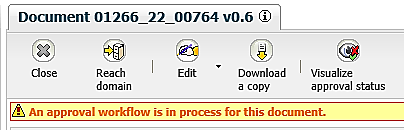 Document 01266_22_00764 v0.6
Close
Reach domain
Edit
Download a copy
Visualize approval status
An approval workflow is in process for this document.